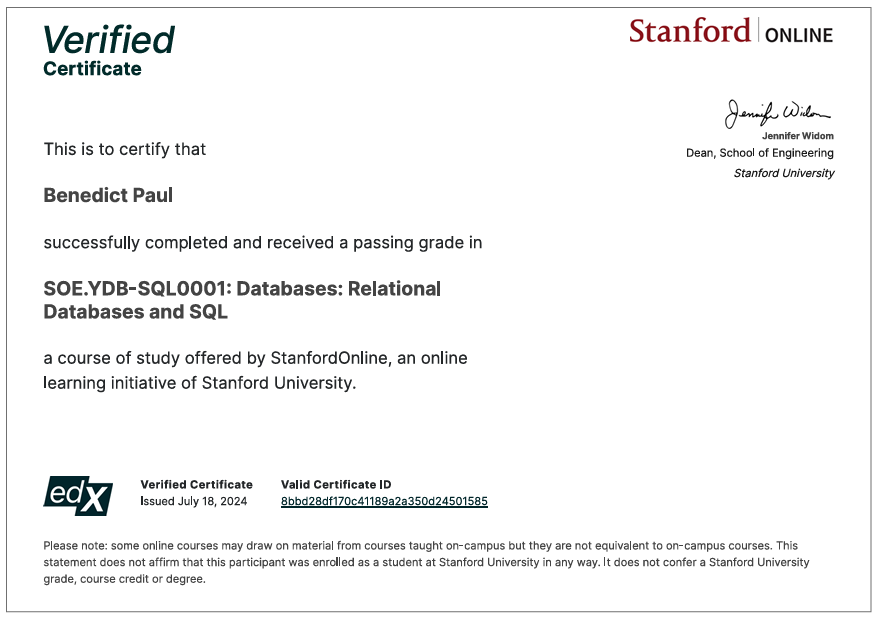 Verified
Certificate
Stanford | ONLINE
Jennifer Widom
Jennifer Widom
Dean, School of Engineering
Stanford University
This is to certify that
Benedict Paul
successfully completed and received a passing grade in
SOE.YDB-SQL0001: Databases: Relational
Databases and SQL
a course of study offered by StanfordOnline, an online
learning initiative of Stanford University.
edX
Verified Certificate
Issued July 18, 2024
Valid Certificate ID
8bbd28df170c41189a2a350d24501585
Please note: some online courses may draw on material from courses taught on-campus but they are not equivalent to on-campus courses. This
statement does not affirm that this participant was enrolled as a student at Stanford University in any way. It does not confer a Stanford University
grade, course credit or degree.